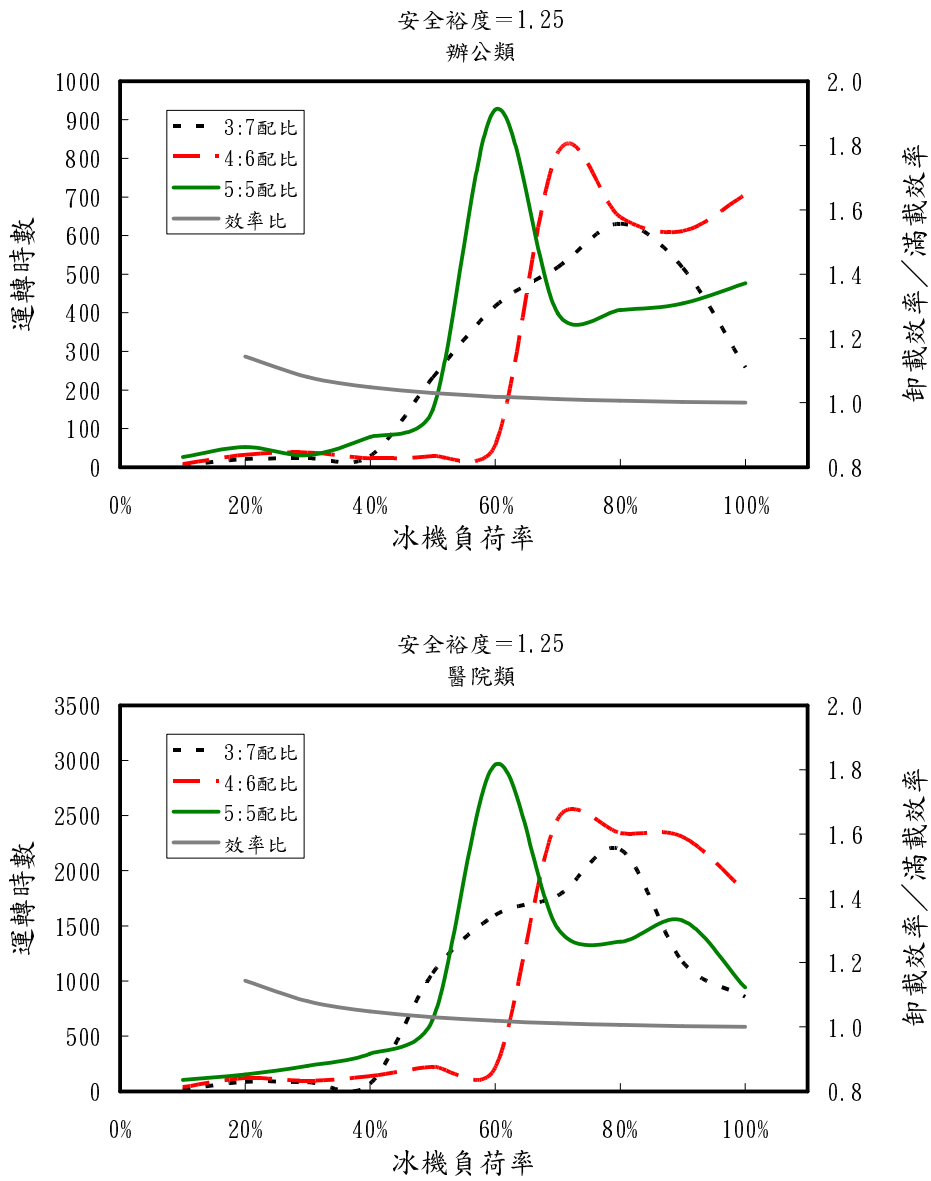 安全裕度＝1.25
辦公類
1000
900
800
700
600
500
400
300
200
100
0
2.0
1.8
1.6
1.4
1.2
1.0
0.8
3:7配比
4:6配比
5:5配比
效率比
運轉時數
卸載效率／滿載效率
0% 20% 40% 60% 80% 100%
冰機負荷率
安全裕度＝1.25
醫院類
3500
3000
2500
2000
1500
1000
500
0
2.0
1.8
1.6
1.4
1.2
1.0
0.8
3:7配比
4:6配比
5:5配比
效率比
運轉時數
卸載效率／滿載效率
0% 20% 40% 60% 80% 100%
冰機負荷率